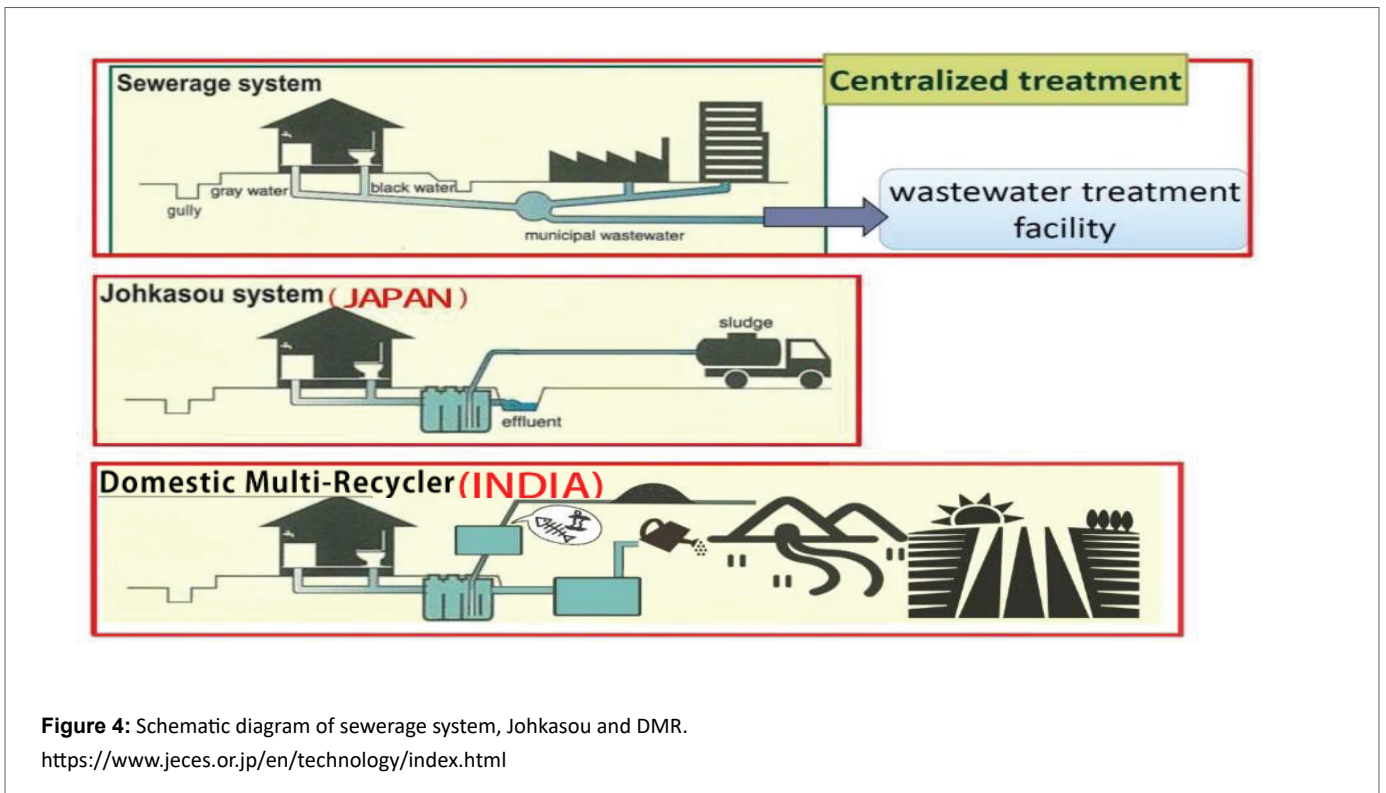 Sewerage system
Centralized treatment
gray water
black water
gully
municipal wastewater
wastewater treatment
facility
Johkasou system(JAPAN)
sludge
effluent
Domestic Multi-Recycler(INDIA)
Figure 4: Schematic diagram of sewerage system, Johkasou and DMR.
https://www.jeces.or.jp/en/technology/index.html